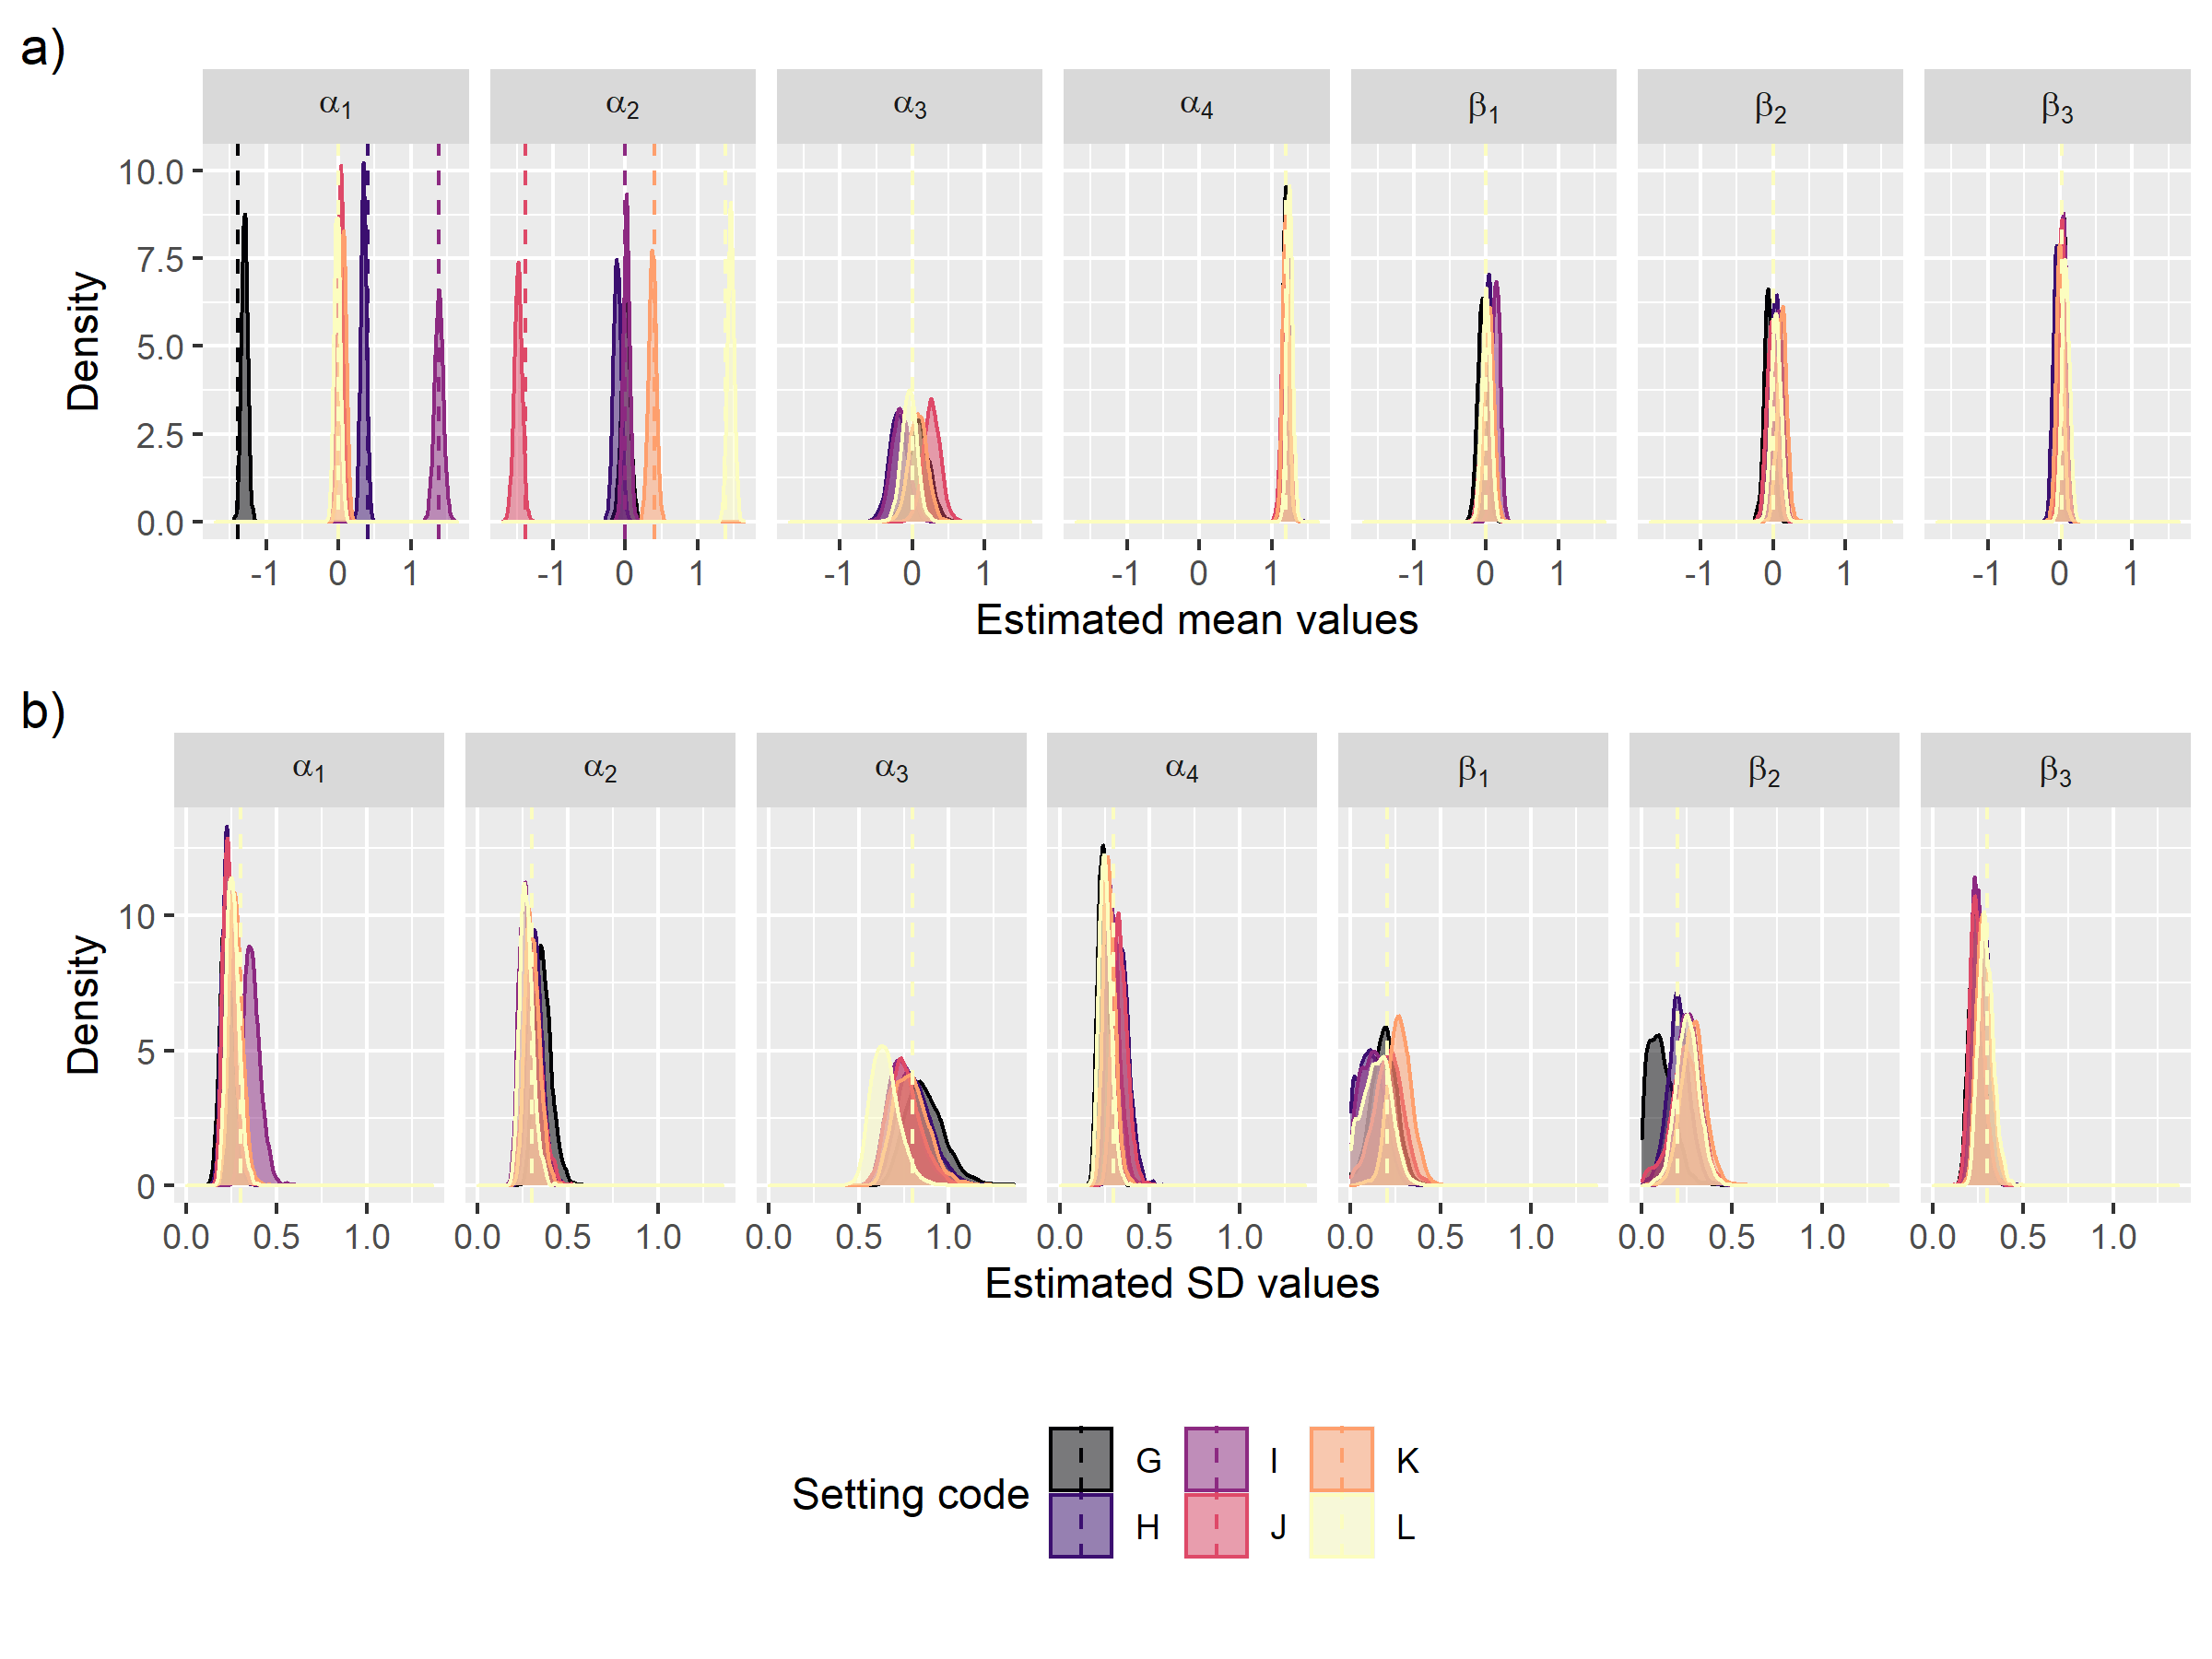 a)
α1 α2 α3 α4 β1 β2 β3
10.0
7.5
5.0
2.5
0.0
Density
-1 0 1 -1 0 1 -1 0 1 -1 0 1 -1 0 1 -1 0 1 -1 0 1
Estimated mean values
b)
α1 α2 α3 α4 β1 β2 β3
10
5
0
Density
0.0 0.5 1.0 0.0 0.5 1.0 0.0 0.5 1.0 0.0 0.5 1.0 0.0 0.5 1.0 0.0 0.5 1.0 0.0 0.5 1.0
Estimated SD values
Setting code
G I K
H J L